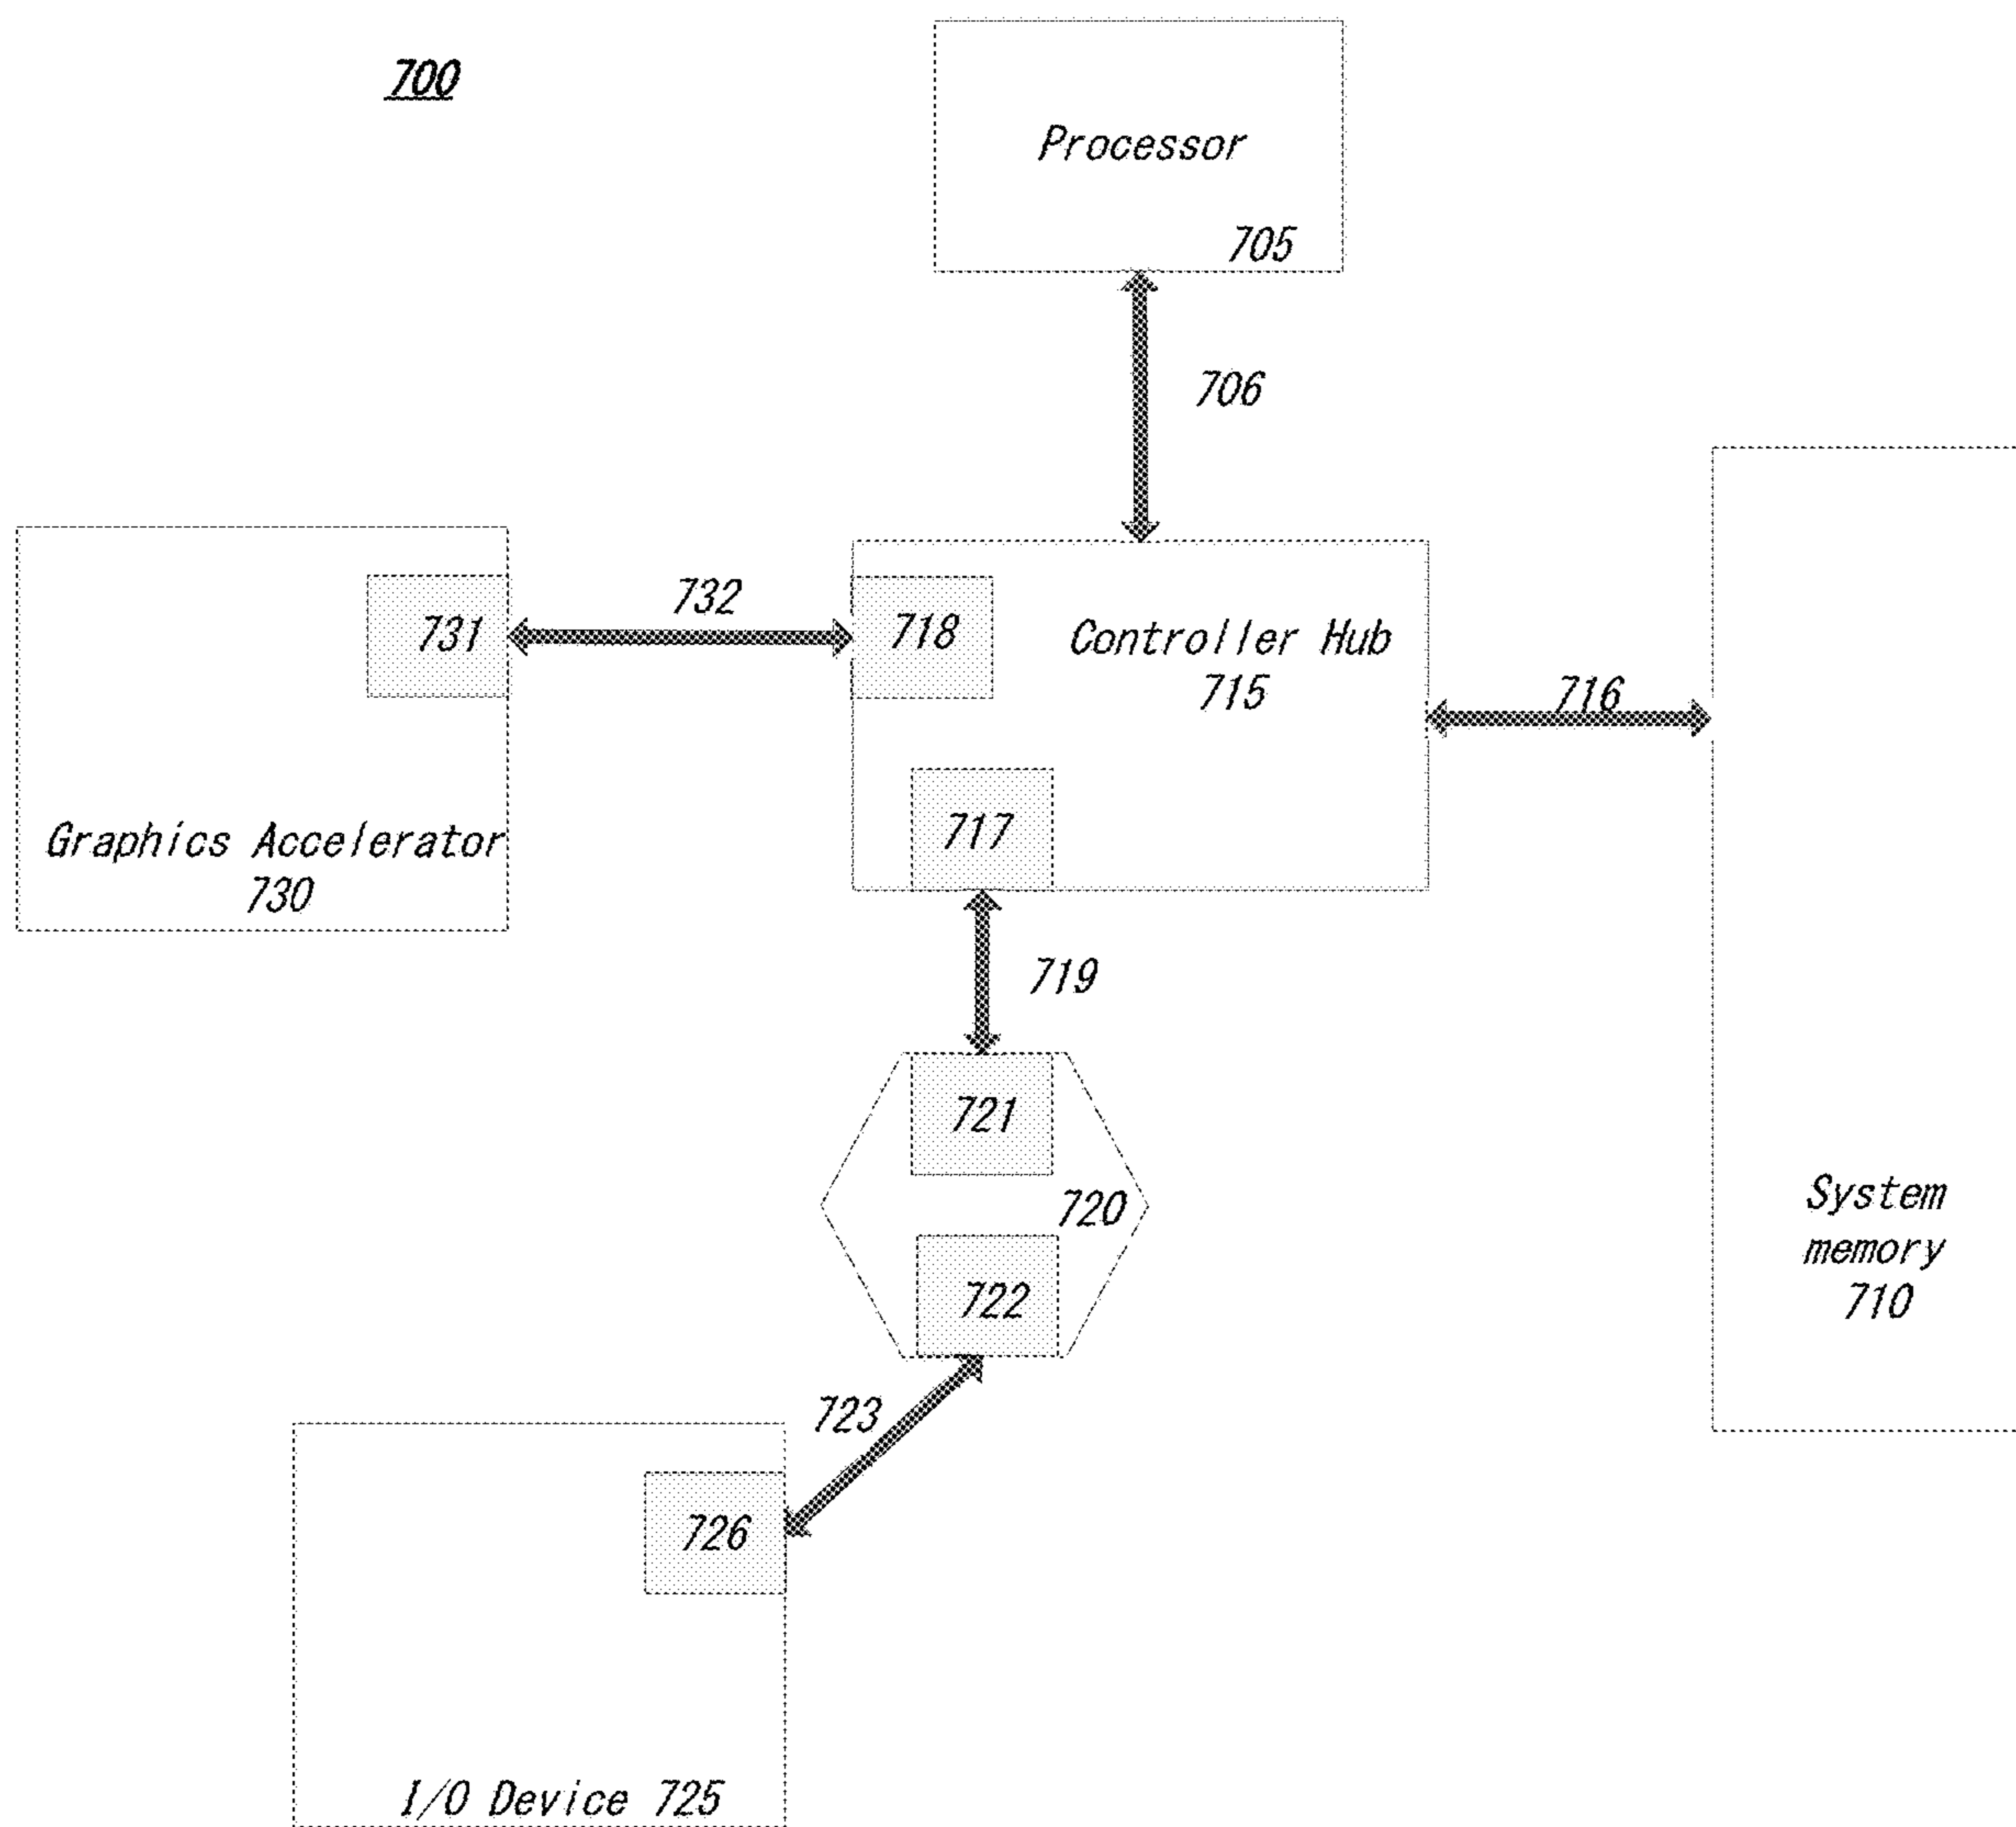 700
Processor
705
706
731
732
718
Controller Hub
715
716
717
Graphics Accelerator
730
719
721
720
722
System
memory
710
723
726
I/O Device 725